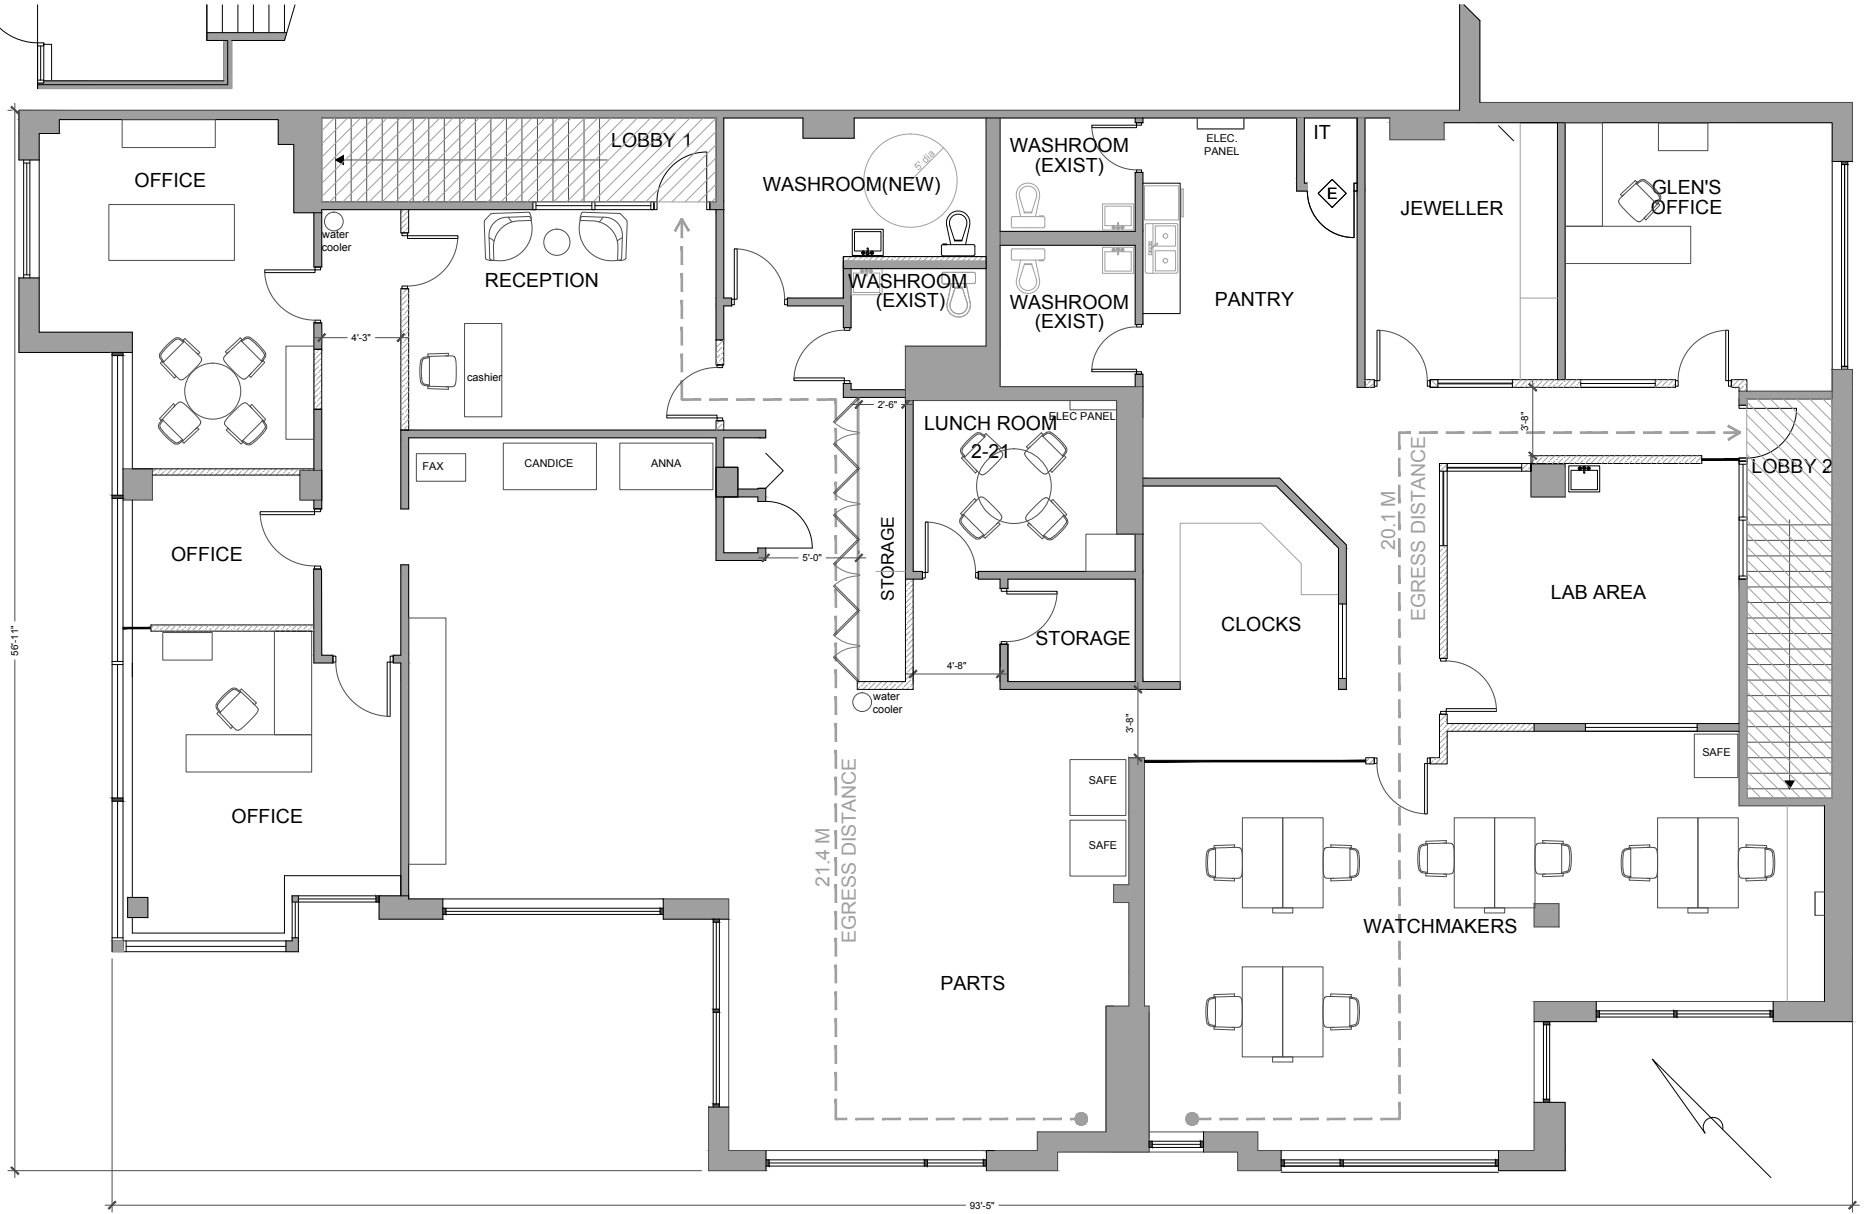 LOBBY 1
OFFICE
water
cooler
4'-3"
RECEPTION
cashier
WASHROOM(NEW)
5' dia
WASHROOM
(EXIST)
WASHROOM
(EXIST)
WASHROOM
(EXIST)
ELEC.
PANEL
IT
E
PANTRY
JEWELLER
GLEN'S
OFFICE
3'-8"
LOBBY 2
2'-6"
LUNCH ROOM
2-21
ELEC PANEL
FAX
CANDICE
ANNA
OFFICE
5'-0"
STORAGE
STORAGE
4'-8"
water
cooler
3'-8"
CLOCKS
20.1 M
EGRESS DISTANCE
LAB AREA
SAFE
56'-11"
OFFICE
21.4 M
EGRESS DISTANCE
SAFE
SAFE
WATCHMAKERS
PARTS
93'-5"